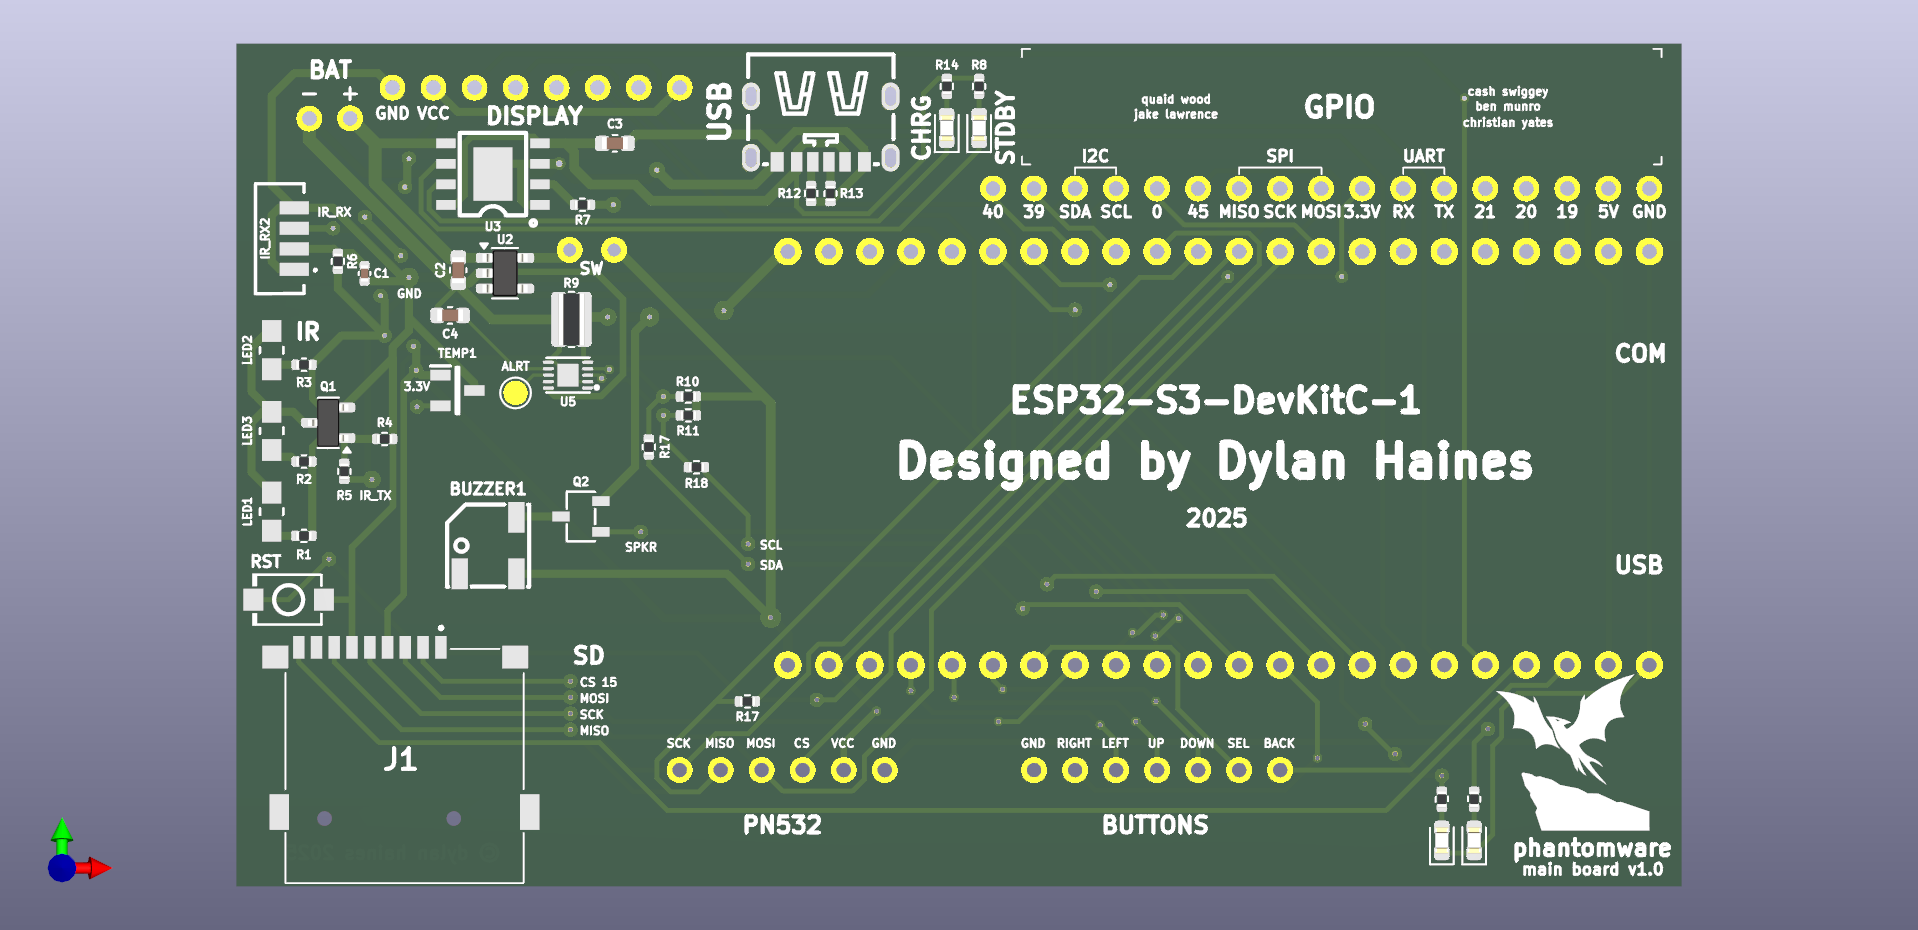 BAT
- +
GND VCC
DISPLAY
C3
USB
CHRG
R14 R8
STDBY
quaid wood
jake lawrence
GPIO
cash swiggey
ben munro
christian yates
I2C SPI UART
40 39 SDA SCL 0 45 MISO SCK MOSI 3.3V RX TX 21 20 19 5V GND
R12 R13
R7
U3
U2
IR_RX
IR_RX2
R6
C1
GND
C2
SW
R9
C4
IR
LED2
R3
Q1
TEMP1
3.3V
ALRT
U5
R10
R11
R17
R18
LED3
R4
R2
R5 IR_TX
LED1
R1
BUZZER1
Q2
SPKR
SCL
SDA
COM
ESP32-S3-DevKitC-1
Designed by Dylan Haines
2025
USB
RST
SD
CS 15
MOSI
SCK
MISO
J1
© dylan haines 2025
R17
SCK MISO MOSI CS VCC GND
PN532
GND RIGHT LEFT UP DOWN SEL BACK
BUTTONS
phantomware
main board v1.0